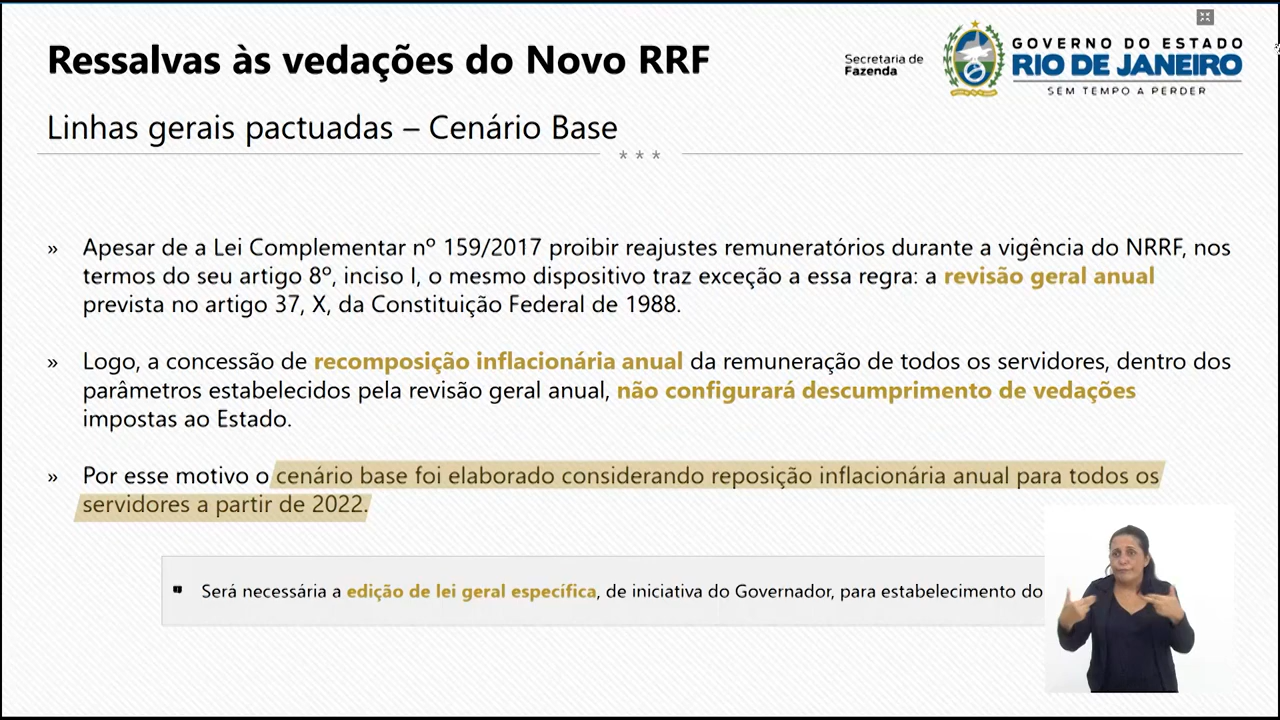 Ressalvas às vedações do Novo RRF
Secretaria de
Fazenda
GOVERNO DO ESTADO
RIO DE JANEIRO
SEM TEMPO A PERDER
Linhas gerais pactuadas – Cenário Base
* * *
» Apesar de a Lei Complementar nº 159/2017 proibir reajustes remuneratórios durante a vigência do NRRF, nos
termos do seu artigo 8º, inciso I, o mesmo dispositivo traz exceção a essa regra: a revisão geral anual
prevista no artigo 37, X, da Constituição Federal de 1988.
» Logo, a concessão de recomposição inflacionária anual da remuneração de todos os servidores, dentro dos
parâmetros estabelecidos pela revisão geral anual, não configurará descumprimento de vedações
impostas ao Estado.
» Por esse motivo o cenário base foi elaborado considerando reposição inflacionária anual para todos os
servidores a partir de 2022.
Será necessária a edição de lei geral específica, de iniciativa do Governador, para estabelecimento do